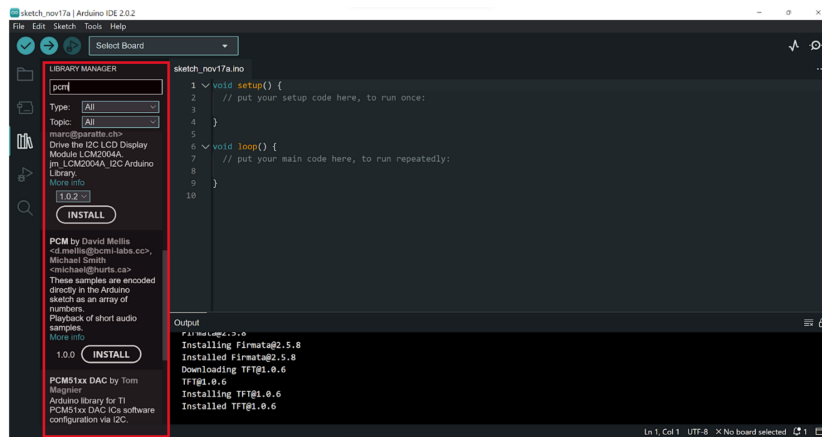 sketch_nov17a | Arduino IDE 2.0.2
File Edit Sketch Tools Help
Select Board
LIBRARY MANAGER
pcm
Type: All
Topic: All
marc@paratte.ch>
Drive the I2C LCD Display
Module LCM2004A.
jm_LCM2004A_I2C Arduino
Library.
More info
1.0.2
INSTALL
PCM by David Mellis
<d.mellis@bcmi-labs.cc>,
Michael Smith
<michael@hurts.ca>
These samples are encoded
directly in the Arduino
sketch as an array of
numbers.
Playback of short audio
samples.
More info
1.0.0 INSTALL
PCM51xx DAC by Tom
Magnier
Arduino library for TI
PCM51xx DAC ICs software
configuration via I2C.
sketch_nov17a.ino
1 void setup() {
2 // put your setup code here, to run once:
3
4 }
5
6 void loop() {
7 // put your main code here, to run repeatedly:
8
9 }
10
Output
Firmata@2.5.8
Installing Firmata@2.5.8
Installed Firmata@2.5.8
Downloading TFT@1.0.6
TFT@1.0.6
Installing TFT@1.0.6
Installed TFT@1.0.6
Ln 1, Col 1 UTF-8 × No board selected 1